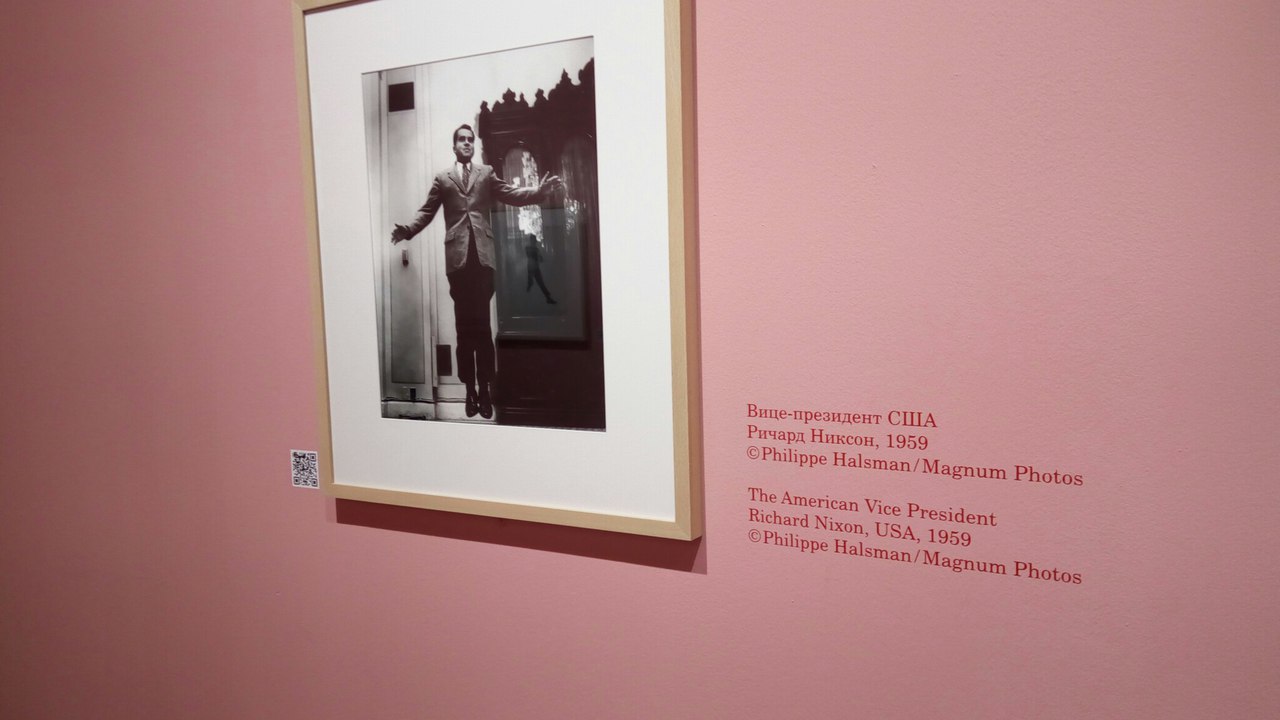 Вице-президент США
Ричард Никсон, 1959
©Philippe Halsman/Magnum Photos
The American Vice President
Richard Nixon, USA, 1959
©Philippe Halsman/Magnum Photos